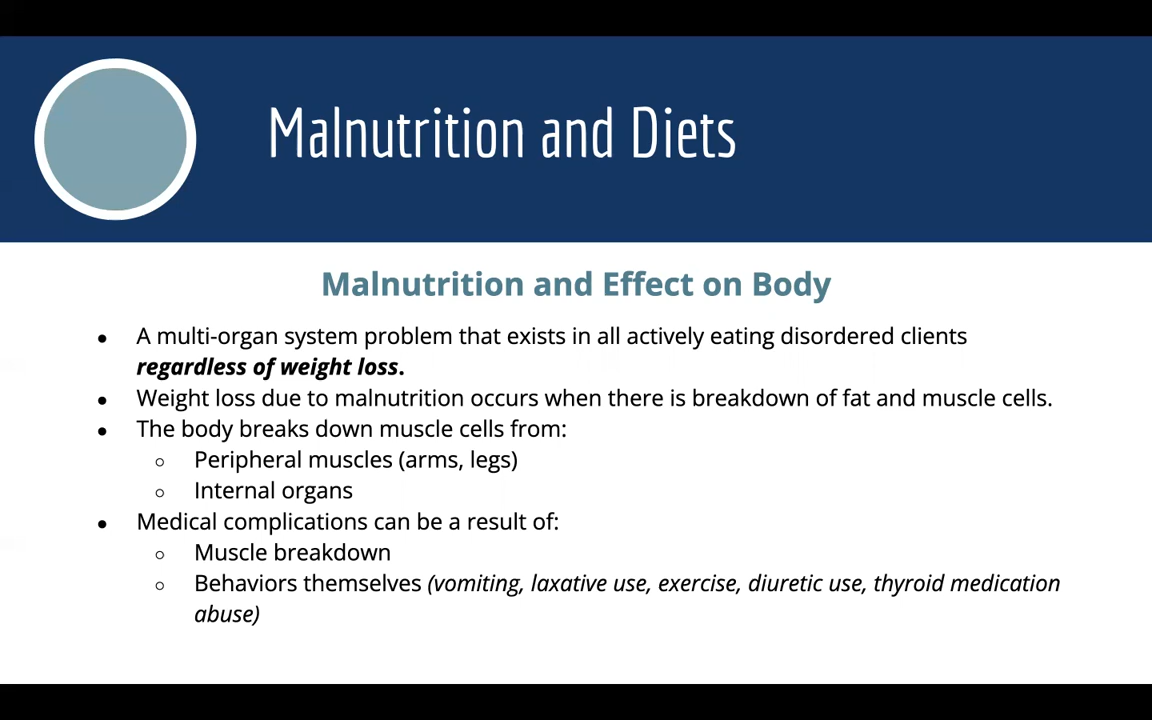 Malnutrition and Diets
Malnutrition and Effect on Body
● A multi-organ system problem that exists in all actively eating disordered clients
regardless of weight loss.
● Weight loss due to malnutrition occurs when there is breakdown of fat and muscle cells.
● The body breaks down muscle cells from:
○ Peripheral muscles (arms, legs)
○ Internal organs
● Medical complications can be a result of:
○ Muscle breakdown
○ Behaviors themselves (vomiting, laxative use, exercise, diuretic use, thyroid medication
abuse)